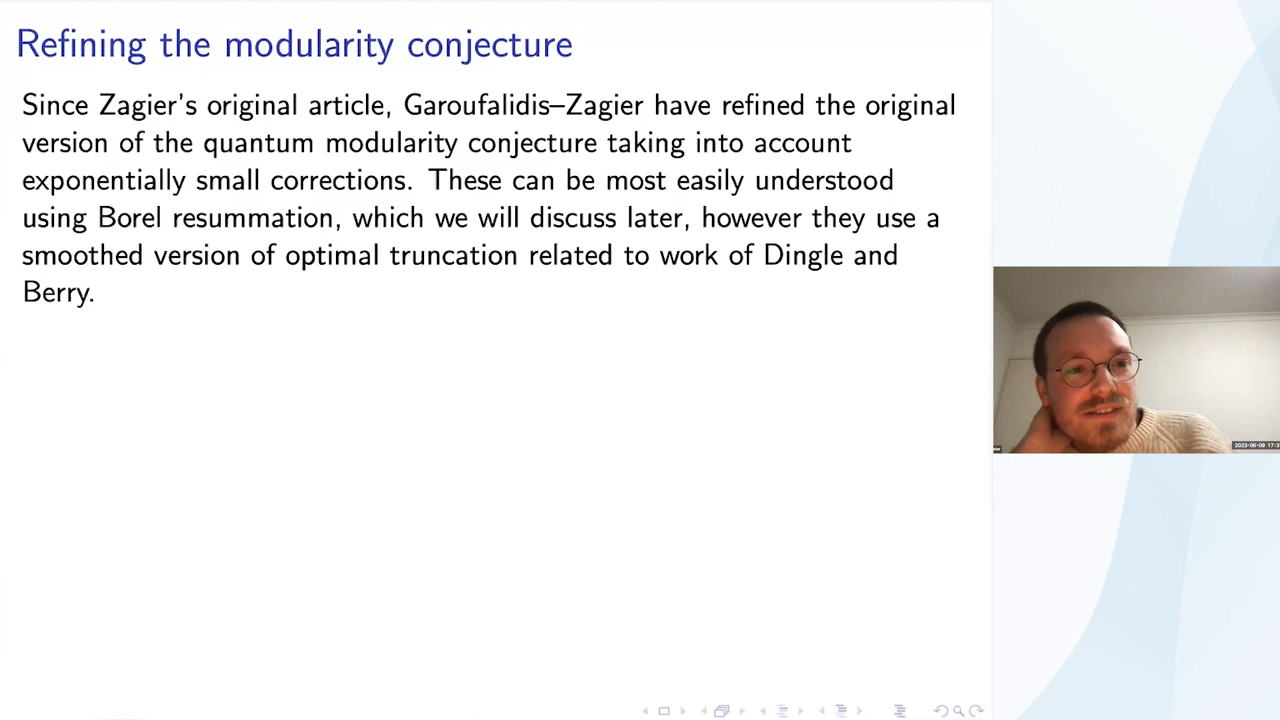 Refining the modularity conjecture
Since Zagier's original article, Garoufalidis–Zagier have refined the original
version of the quantum modularity conjecture taking into account
exponentially small corrections. These can be most easily understood
using Borel resummation, which we will discuss later, however they use a
smoothed version of optimal truncation related to work of Dingle and
Berry.